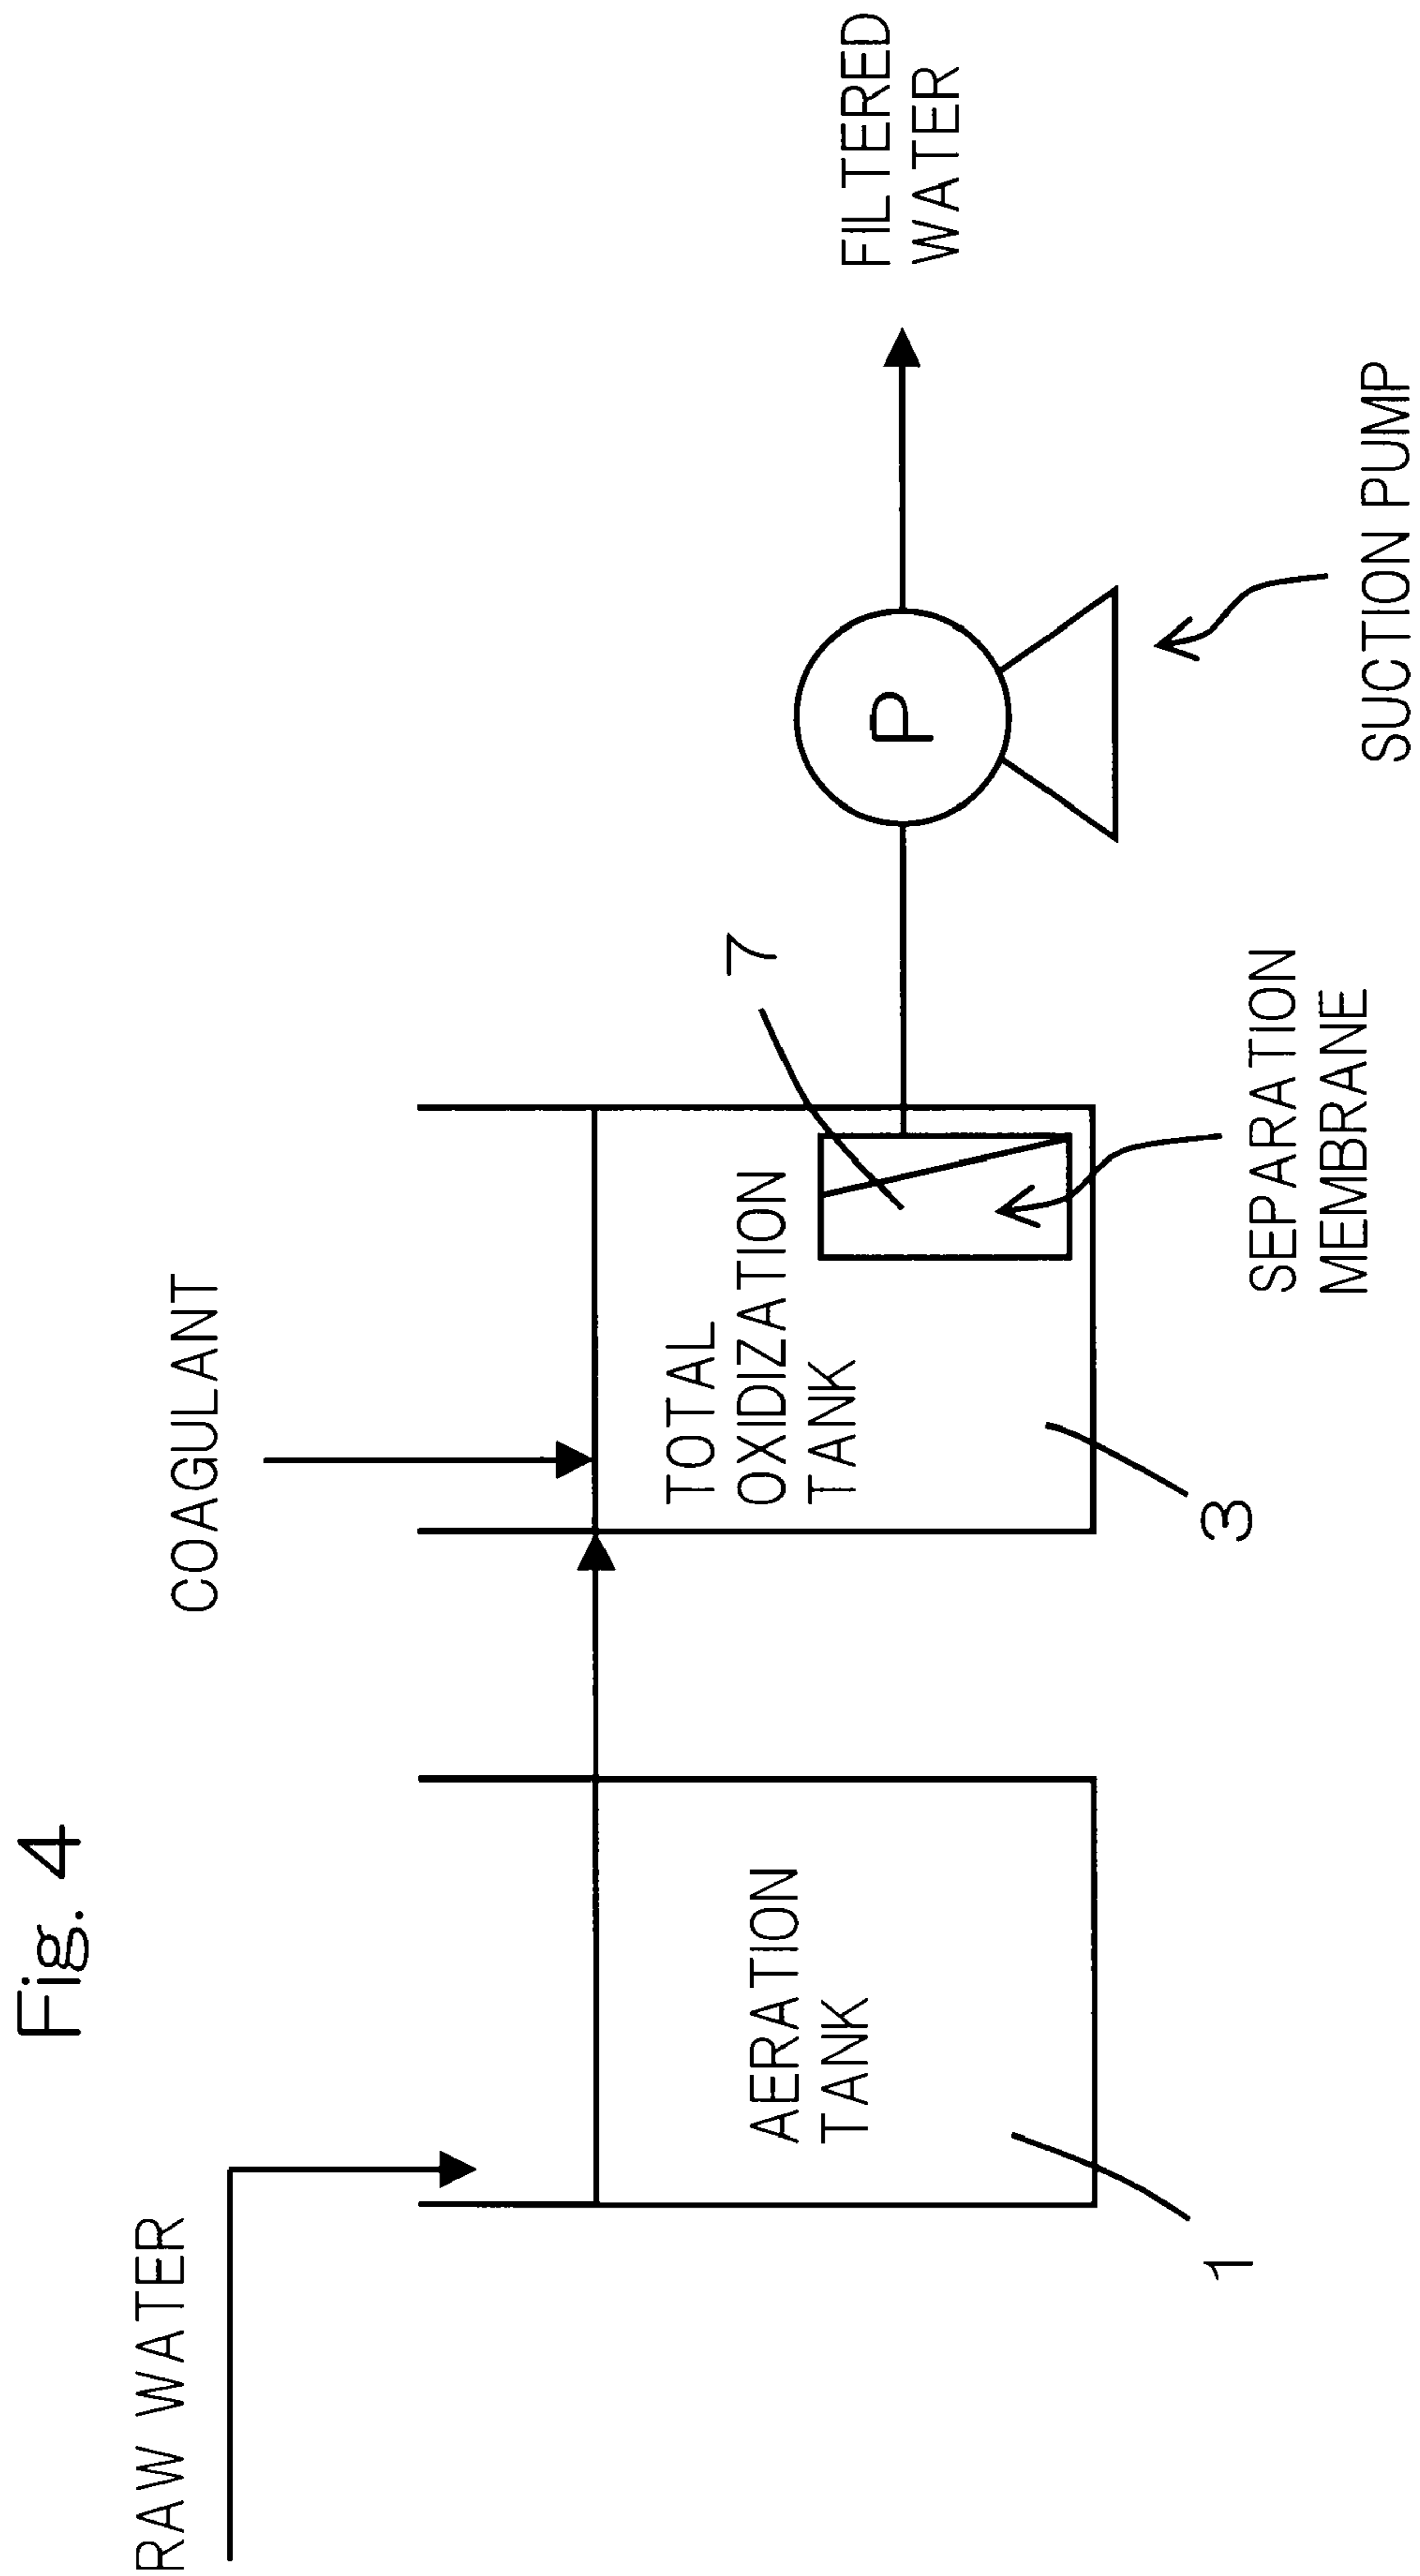 Fig. 4
RAW WATER
COAGULANT
AERATION
TANK
1
TOTAL
OXIDIZATION
TANK
3
7
SEPARATION
MEMBRANE
P
SUCTION PUMP
FILTERED
WATER